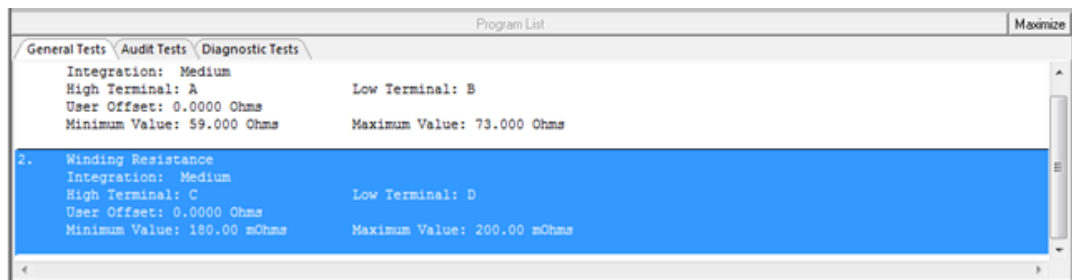 Program List Maximize
General Tests Audit Tests Diagnostic Tests
Integration: Medium
High Terminal: A Low Terminal: B
User Offset: 0.0000 Ohms
Minimum Value: 59.000 Ohms Maximum Value: 73.000 Ohms
2. Winding Resistance
Integration: Medium
High Terminal: C Low Terminal: D
User Offset: 0.0000 Ohms
Minimum Value: 180.00 mOhms Maximum Value: 200.00 mOhms